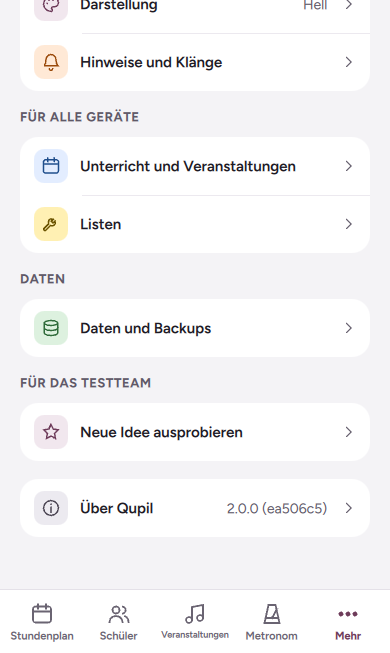 Darstellung Hell
Hinweise und Klänge
FÜR ALLE GERÄTE
Unterricht und Veranstaltungen
Listen
DATEN
Daten und Backups
FÜR DAS TESTTEAM
Neue Idee ausprobieren
Über Qupil 2.0.0 (ea506c5)
Stundenplan Schüler Veranstaltungen Metronom Mehr